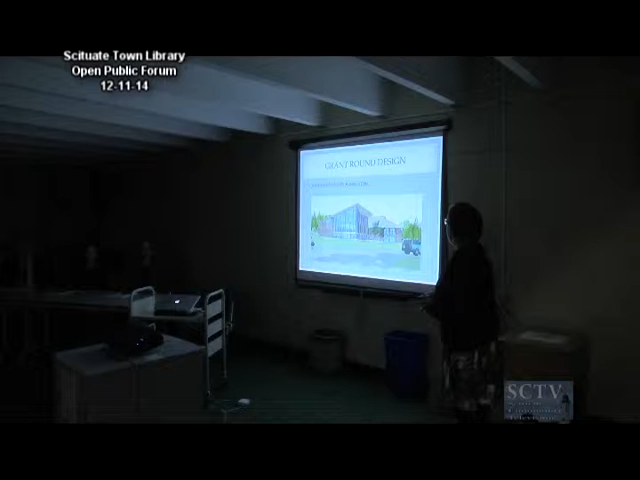 Scituate Town Library
Open Public Forum
12-11-14
GRANT ROUND DESIGN
SCTV